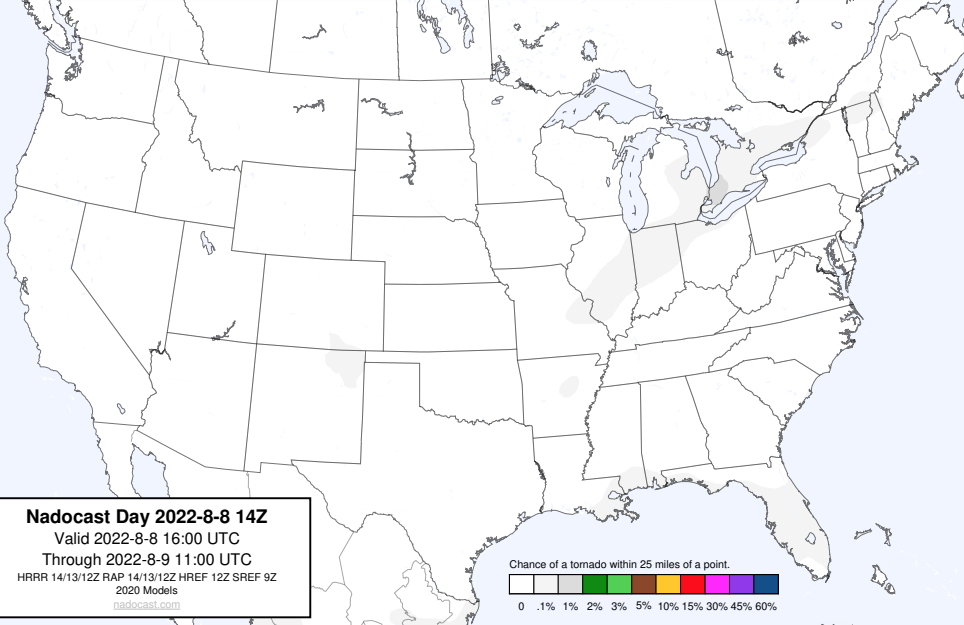 Nadocast Day 2022-8-8 14Z
Valid 2022-8-8 16:00 UTC
Through 2022-8-9 11:00 UTC
HRRR 14/13/12Z RAP 14/13/12Z HREF 12Z SREF 9Z
2020 Models
nadocast.com
Chance of a tornado within 25 miles of a point.
0 .1% 1% 2% 3% 5% 10% 15% 30% 45% 60%